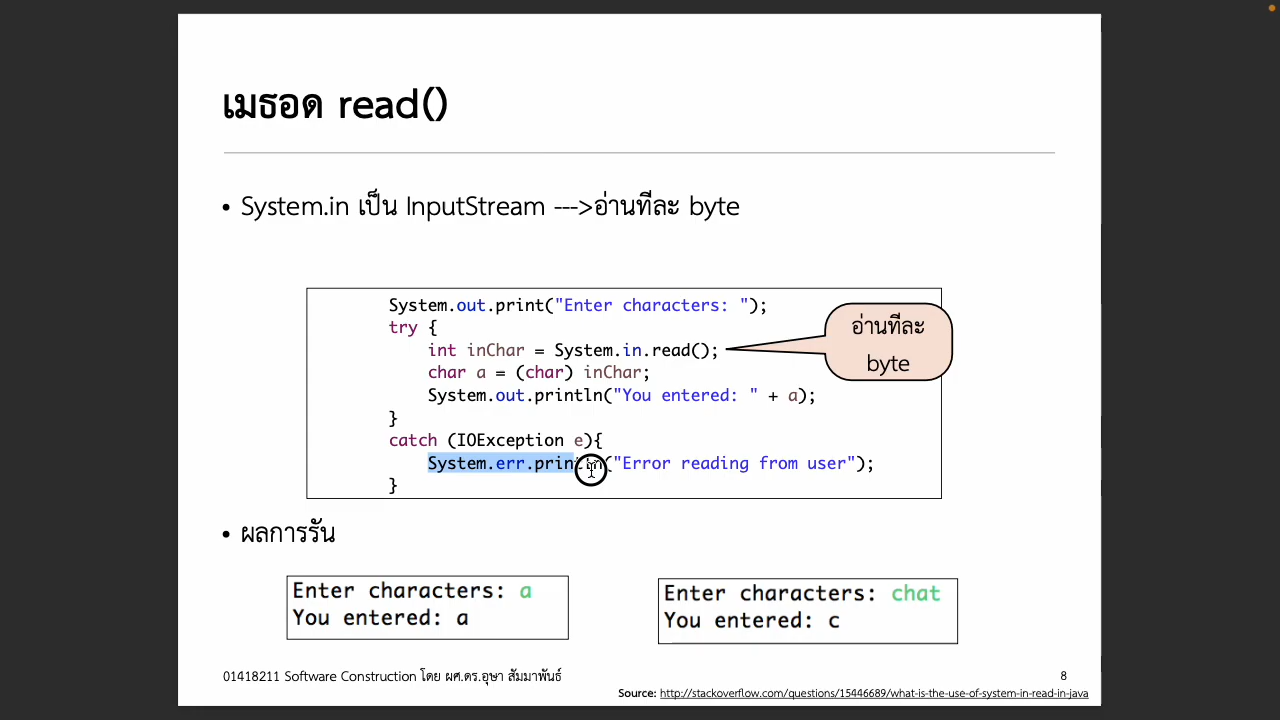 เมธอด read()
• System.in เป็น InputStream --->อ่านทีละ byte
System.out.print("Enter characters: ");
try {
int inChar = System.in.read();
char a = (char) inChar;
System.out.println("You entered: " + a);
}
catch (IOException e){
System.err.println("Error reading from user");
}
อ่านทีละ
byte
• ผลการรัน
Enter characters: a
You entered: a
Enter characters: chat
You entered: c
01418211 Software Construction โดย ผศ.ดร.อุษา สัมมาพันธ์
8
Source: http://stackoverflow.com/questions/15446689/what-is-the-use-of-system-in-read-in-java